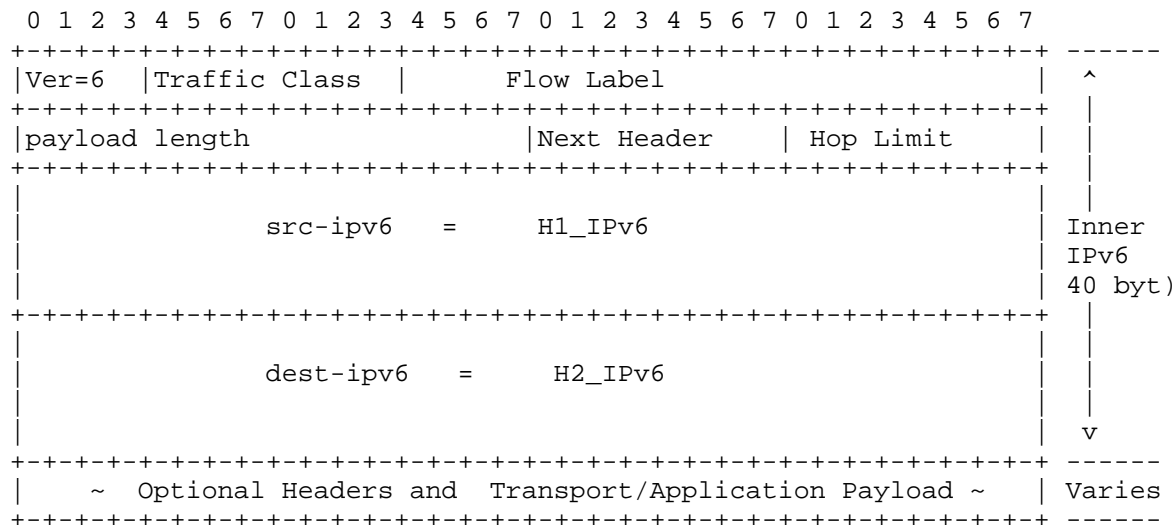 0 1 2 3 4 5 6 7 0 1 2 3 4 5 6 7 0 1 2 3 4 5 6 7 0 1 2 3 4 5 6 7
+-+-+-+-+-+-+-+-+-+-+-+-+-+-+-+-+-+-+-+-+-+-+-+-+-+-+-+-+-+-+-+-+ ------
|Ver=6  |Traffic Class  |      Flow Label                       |  ^
+-+-+-+-+-+-+-+-+-+-+-+-+-+-+-+-+-+-+-+-+-+-+-+-+-+-+-+-+-+-+-+-+  |
|payload length                 |Next Header    | Hop Limit     |  |
+-+-+-+-+-+-+-+-+-+-+-+-+-+-+-+-+-+-+-+-+-+-+-+-+-+-+-+-+-+-+-+-+  |
|                                                               |  |
|               src-ipv6   =     H1_IPv6                        | Inner
|                                                               | IPv6
|                                                               | 40 byt)
+-+-+-+-+-+-+-+-+-+-+-+-+-+-+-+-+-+-+-+-+-+-+-+-+-+-+-+-+-+-+-+-+  |
|                                                               |  |
|               dest-ipv6   =     H2_IPv6                       |  |
|                                                               |  |
|                                                               |  v
+-+-+-+-+-+-+-+-+-+-+-+-+-+-+-+-+-+-+-+-+-+-+-+-+-+-+-+-+-+-+-+-+ ------
|    ~  Optional Headers and  Transport/Application Payload ~   | Varies
+-+-+-+-+-+-+-+-+-+-+-+-+-+-+-+-+-+-+-+-+-+-+-+-+-+-+-+-+-+-+-+-+ ------